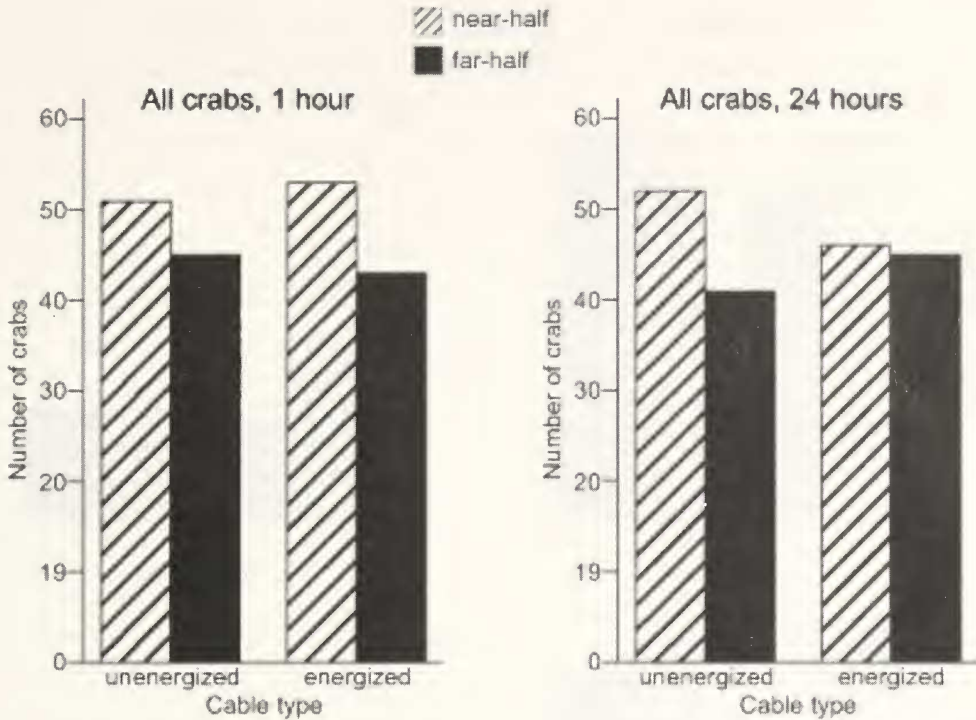 near-half
far-half
All crabs, 1 hour
60
50
40
30
20
19
0
Number of crabs
unenergized
energized
Cable type
All crabs, 24 hours
60
50
40
30
20
19
0
Number of crabs
unenergized
energized
Cable type